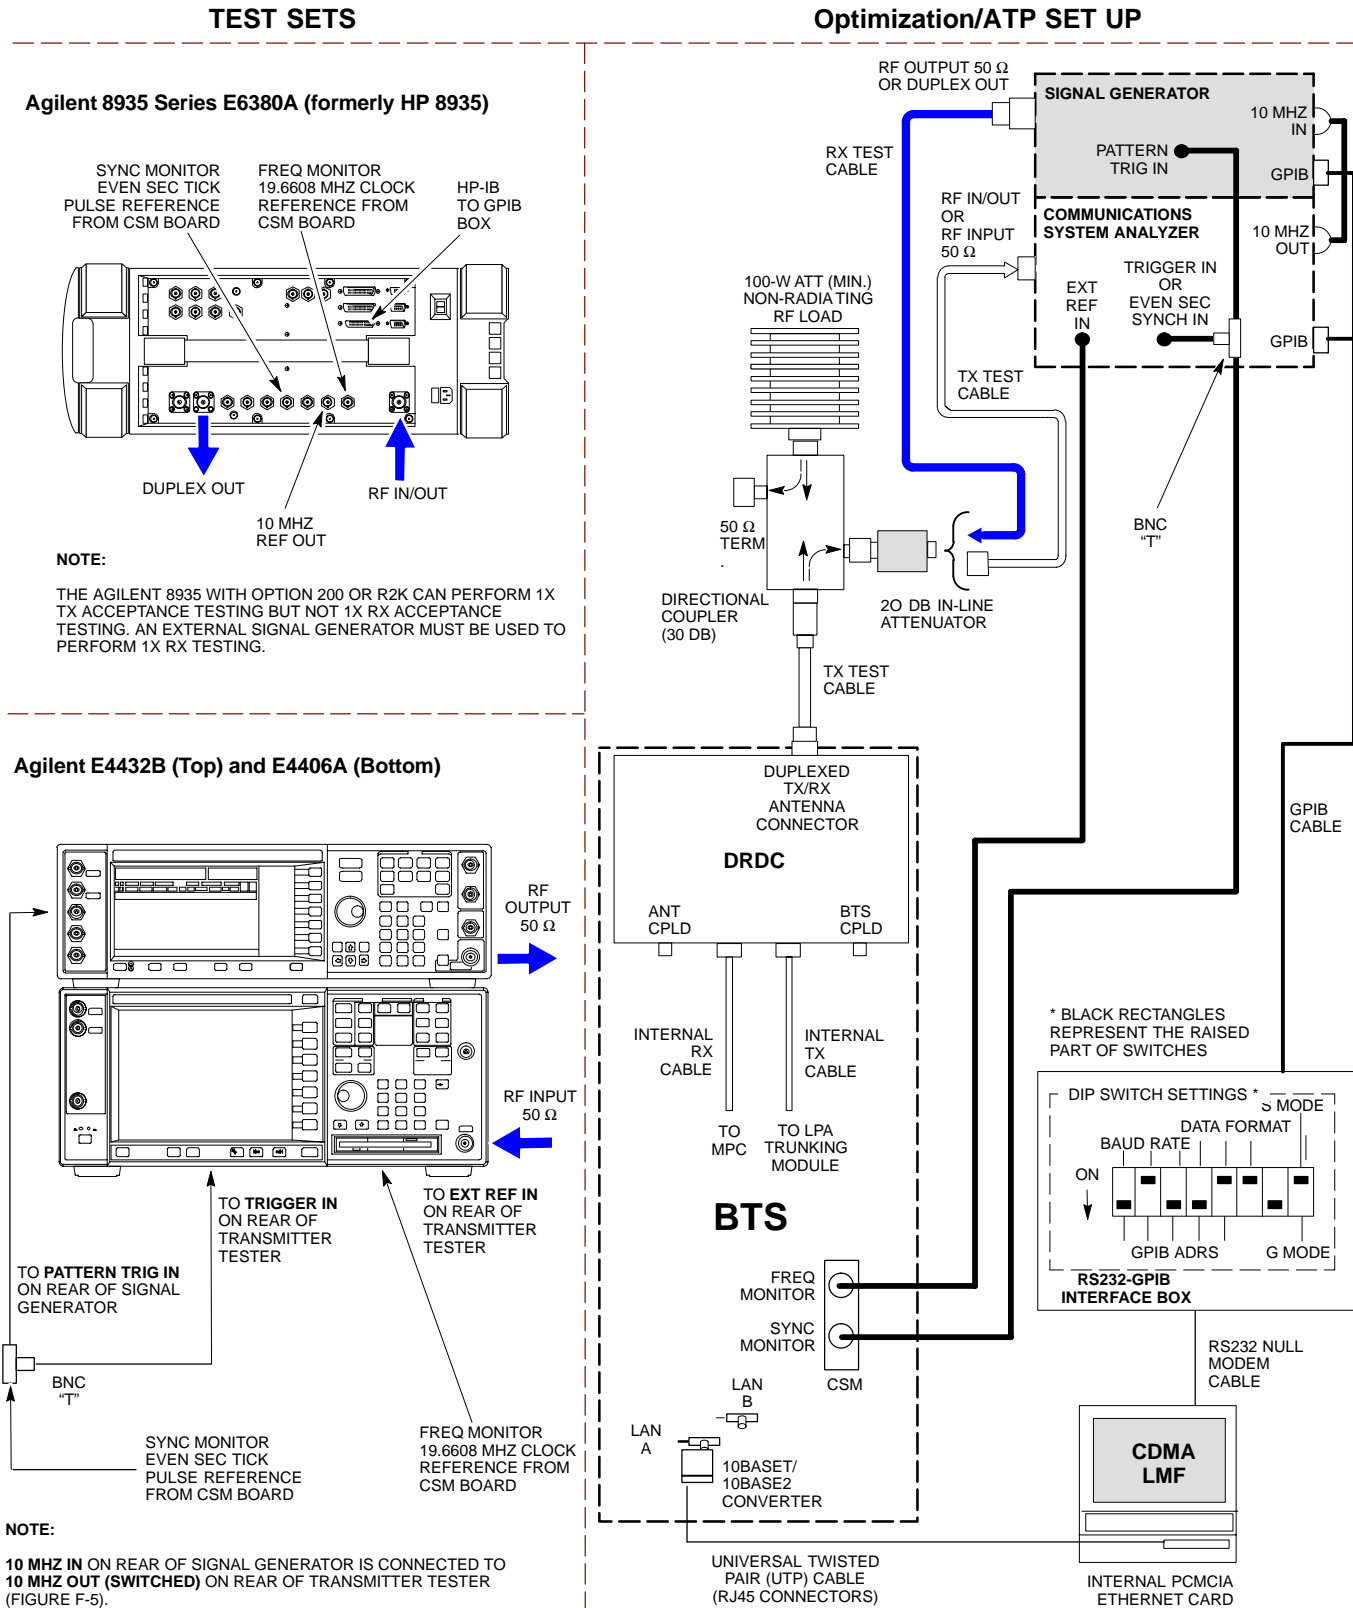 TEST SETS
Optimization/ATP SET UP
Agilent 8935 Series E6380A (formerly HP 8935)
SYNC MONITOR
EVEN SEC TICK
PULSE REFERENCE
FROM CSM BOARD
FREQ MONITOR
19.6608 MHZ CLOCK
REFERENCE FROM
CSM BOARD
HP-IB
TO GPIB
BOX
DUPLEX OUT
RF IN/OUT
10 MHZ
REF OUT
NOTE:
THE AGILENT 8935 WITH OPTION 200 OR R2K CAN PERFORM 1X
TX ACCEPTANCE TESTING BUT NOT 1X RX ACCEPTANCE
TESTING. AN EXTERNAL SIGNAL GENERATOR MUST BE USED TO
PERFORM 1X RX TESTING.
Agilent E4432B (Top) and E4406A (Bottom)
RF
OUTPUT
50 Ω
RF INPUT
50 Ω
TO TRIGGER IN
ON REAR OF
TRANSMITTER
TESTER
TO EXT REF IN
ON REAR OF
TRANSMITTER
TESTER
TO PATTERN TRIG IN
ON REAR OF SIGNAL
GENERATOR
BNC
“T”
SYNC MONITOR
EVEN SEC TICK
PULSE REFERENCE
FROM CSM BOARD
FREQ MONITOR
19.6608 MHZ CLOCK
REFERENCE FROM
CSM BOARD
NOTE:
10 MHZ IN ON REAR OF SIGNAL GENERATOR IS CONNECTED TO
10 MHZ OUT (SWITCHED) ON REAR OF TRANSMITTER TESTER
(FIGURE F-5).
RF OUTPUT 50 Ω
OR DUPLEX OUT
SIGNAL GENERATOR
10 MHZ
IN
PATTERN
TRIG IN
GPIB
RX TEST
CABLE
RF IN/OUT
OR
RF INPUT
50 Ω
COMMUNICATIONS
SYSTEM ANALYZER
10 MHZ
OUT
TRIGGER IN
OR
EVEN SEC
SYNCH IN
EXT
REF
IN
GPIB
100-W ATT (MIN.)
NON-RADIATING
RF LOAD
TX TEST
CABLE
BNC
“T”
50 Ω
TERM
.
DIRECTIONAL
COUPLER
(30 DB)
2O DB IN-LINE
ATTENUATOR
TX TEST
CABLE
DUPLEXED
TX/RX
ANTENNA
CONNECTOR
DRDC
ANT
CPLD
BTS
CPLD
GPIB
CABLE
INTERNAL
RX
CABLE
INTERNAL
TX
CABLE
TO
MPC
TO LPA
TRUNKING
MODULE
BTS
* BLACK RECTANGLES
REPRESENT THE RAISED
PART OF SWITCHES
DIP SWITCH SETTINGS *
S MODE
DATA FORMAT
BAUD RATE
ON
GPIB ADRS
G MODE
RS232-GPIB
INTERFACE BOX
FREQ
MONITOR
SYNC
MONITOR
CSM
RS232 NULL
MODEM
CABLE
LAN
B
LAN
A
10BASET/
10BASE2
CONVERTER
CDMA
LMF
UNIVERSAL TWISTED
PAIR (UTP) CABLE
(RJ45 CONNECTORS)
INTERNAL PCMCIA
ETHERNET CARD